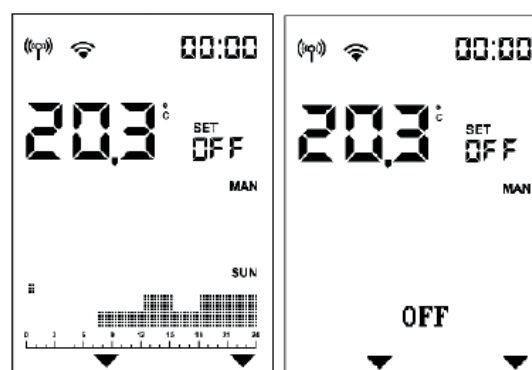 00:00
20.3 °C
SET
OFF
MAN
SUN
0 3 6 9 12 15 18 21 24
00:00
20.3 °C
SET
OFF
MAN
OFF